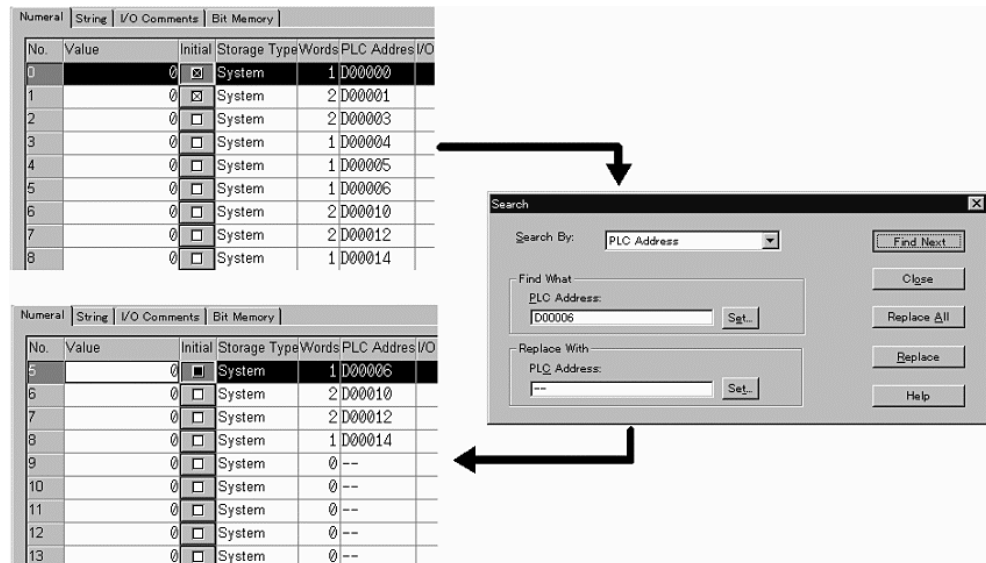 Numeral String I/O Comments Bit Memory
No. Value Initial Storage Type Words PLC Addres I/O
0 0 System 1 D00000
1 0 System 2 D00001
2 0 System 2 D00003
3 0 System 1 D00004
4 0 System 1 D00005
5 0 System 1 D00006
6 0 System 2 D00010
7 0 System 2 D00012
8 0 System 1 D00014
Search
Search By: PLC Address Find Next
Find What Close
PLC Address:
D00006 Set... Replace All
Replace With Replace
PLC Address:
-- Set... Help
Numeral String I/O Comments Bit Memory
No. Value Initial Storage Type Words PLC Addres I/O
5 0 System 1 D00006
6 0 System 2 D00010
7 0 System 2 D00012
8 0 System 1 D00014
9 0 System 0 --
10 0 System 0 --
11 0 System 0 --
12 0 System 0 --
13 0 System 0 --